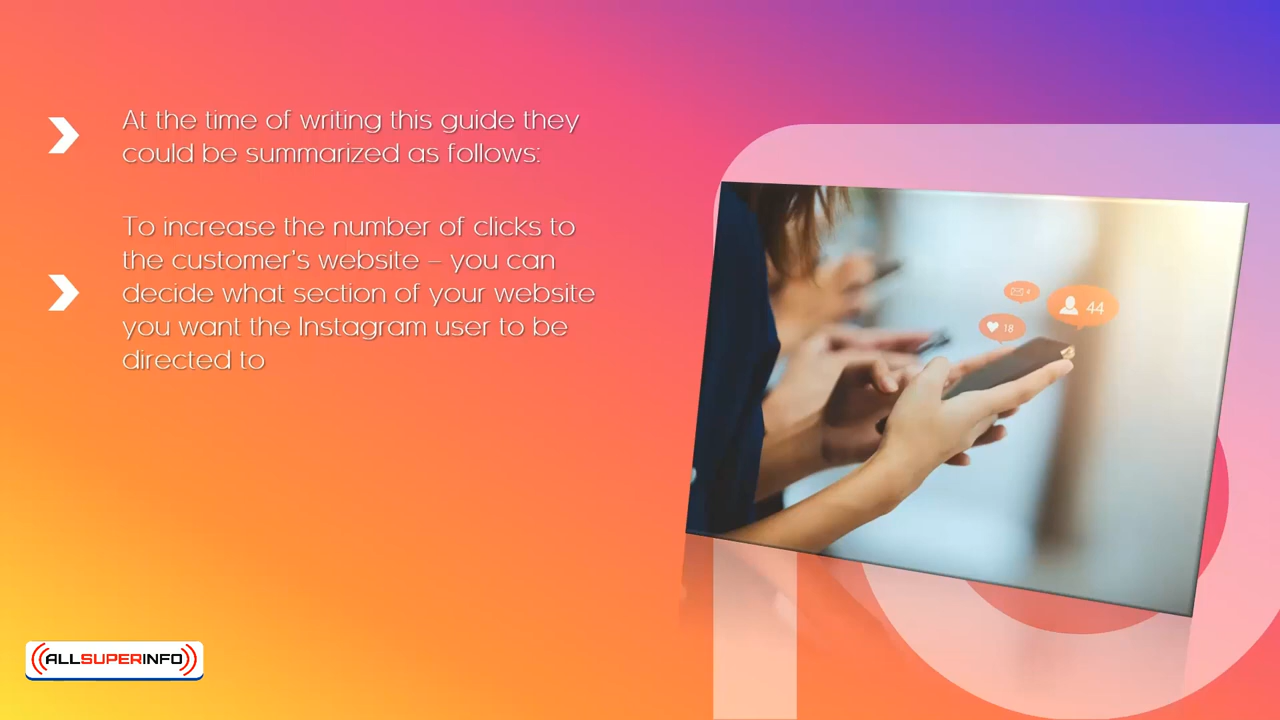 At the time of writing this guide they
could be summarized as follows:
To increase the number of clicks to
the customer's website – you can
decide what section of your website
you want the Instagram user to be
directed to
4
44
18
ALLSUPERINFO